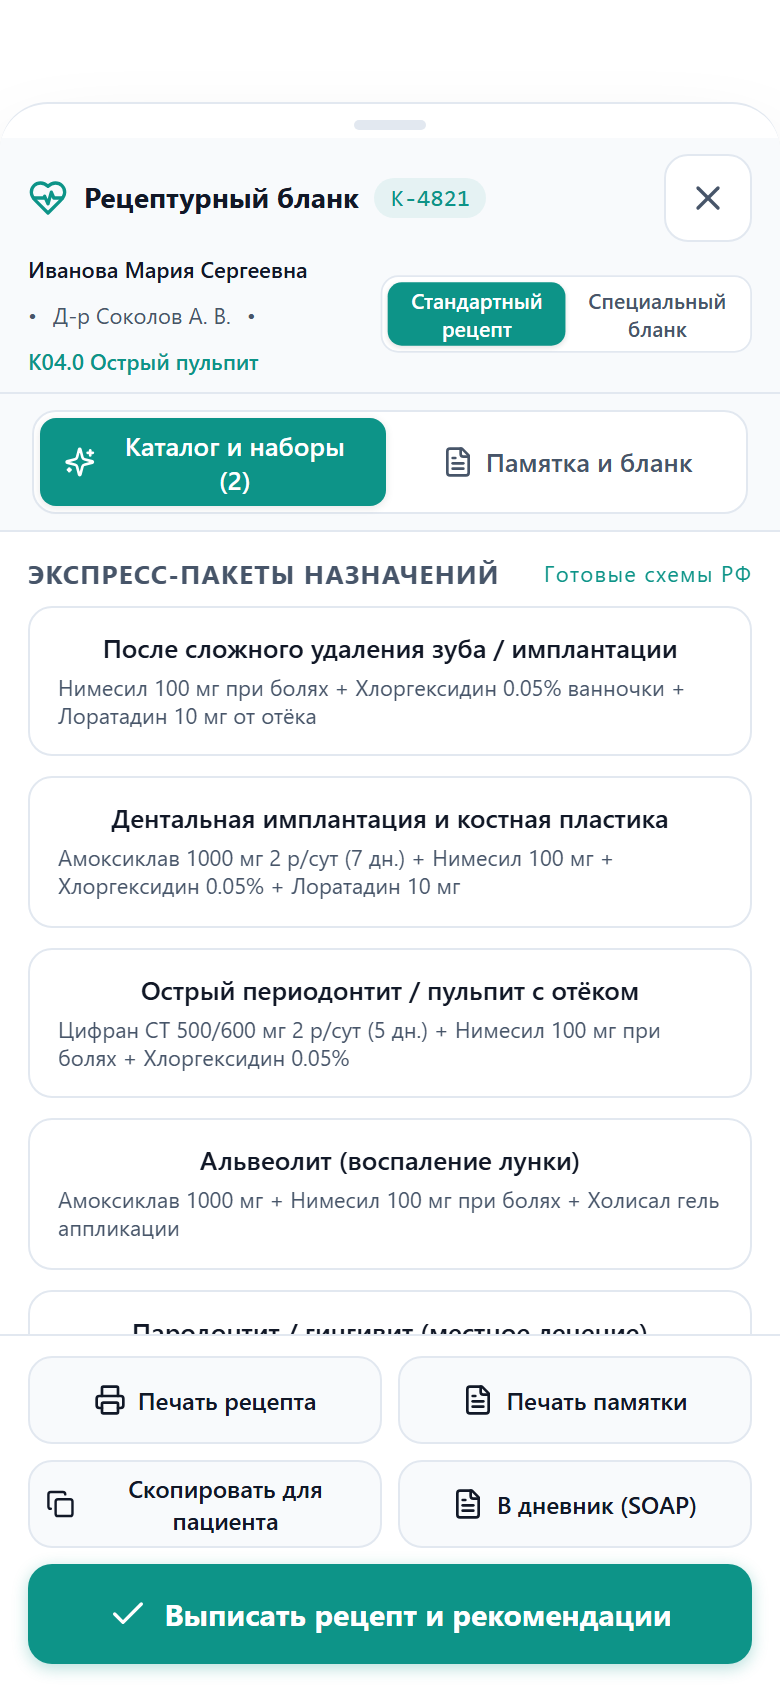 Рецептурный бланк
К-4821
Иванова Мария Сергеевна
• Д-р Соколов А. В. •
К04.0 Острый пульпит
Стандартный
рецепт
Специальный
бланк
Каталог и наборы
(2)
Памятка и бланк
ЭКСПРЕСС-ПАКЕТЫ НАЗНАЧЕНИЙ
Готовые схемы РФ
После сложного удаления зуба / имплантации
Нимесил 100 мг при болях + Хлоргексидин 0.05% ванночки +
Лоратадин 10 мг от отёка
Дентальная имплантация и костная пластика
Амоксиклав 1000 мг 2 р/сут (7 дн.) + Нимесил 100 мг +
Хлоргексидин 0.05% + Лоратадин 10 мг
Острый периодонтит / пульпит с отёком
Цифран СТ 500/600 мг 2 р/сут (5 дн.) + Нимесил 100 мг при
болях + Хлоргексидин 0.05%
Альвеолит (воспаление лунки)
Амоксиклав 1000 мг + Нимесил 100 мг при болях + Холисал гель
аппликации
Пародонтит / гингивит (местное лечение)
Печать рецепта
Печать памятки
Скопировать для
пациента
В дневник (SOAP)
Выписать рецепт и рекомендации